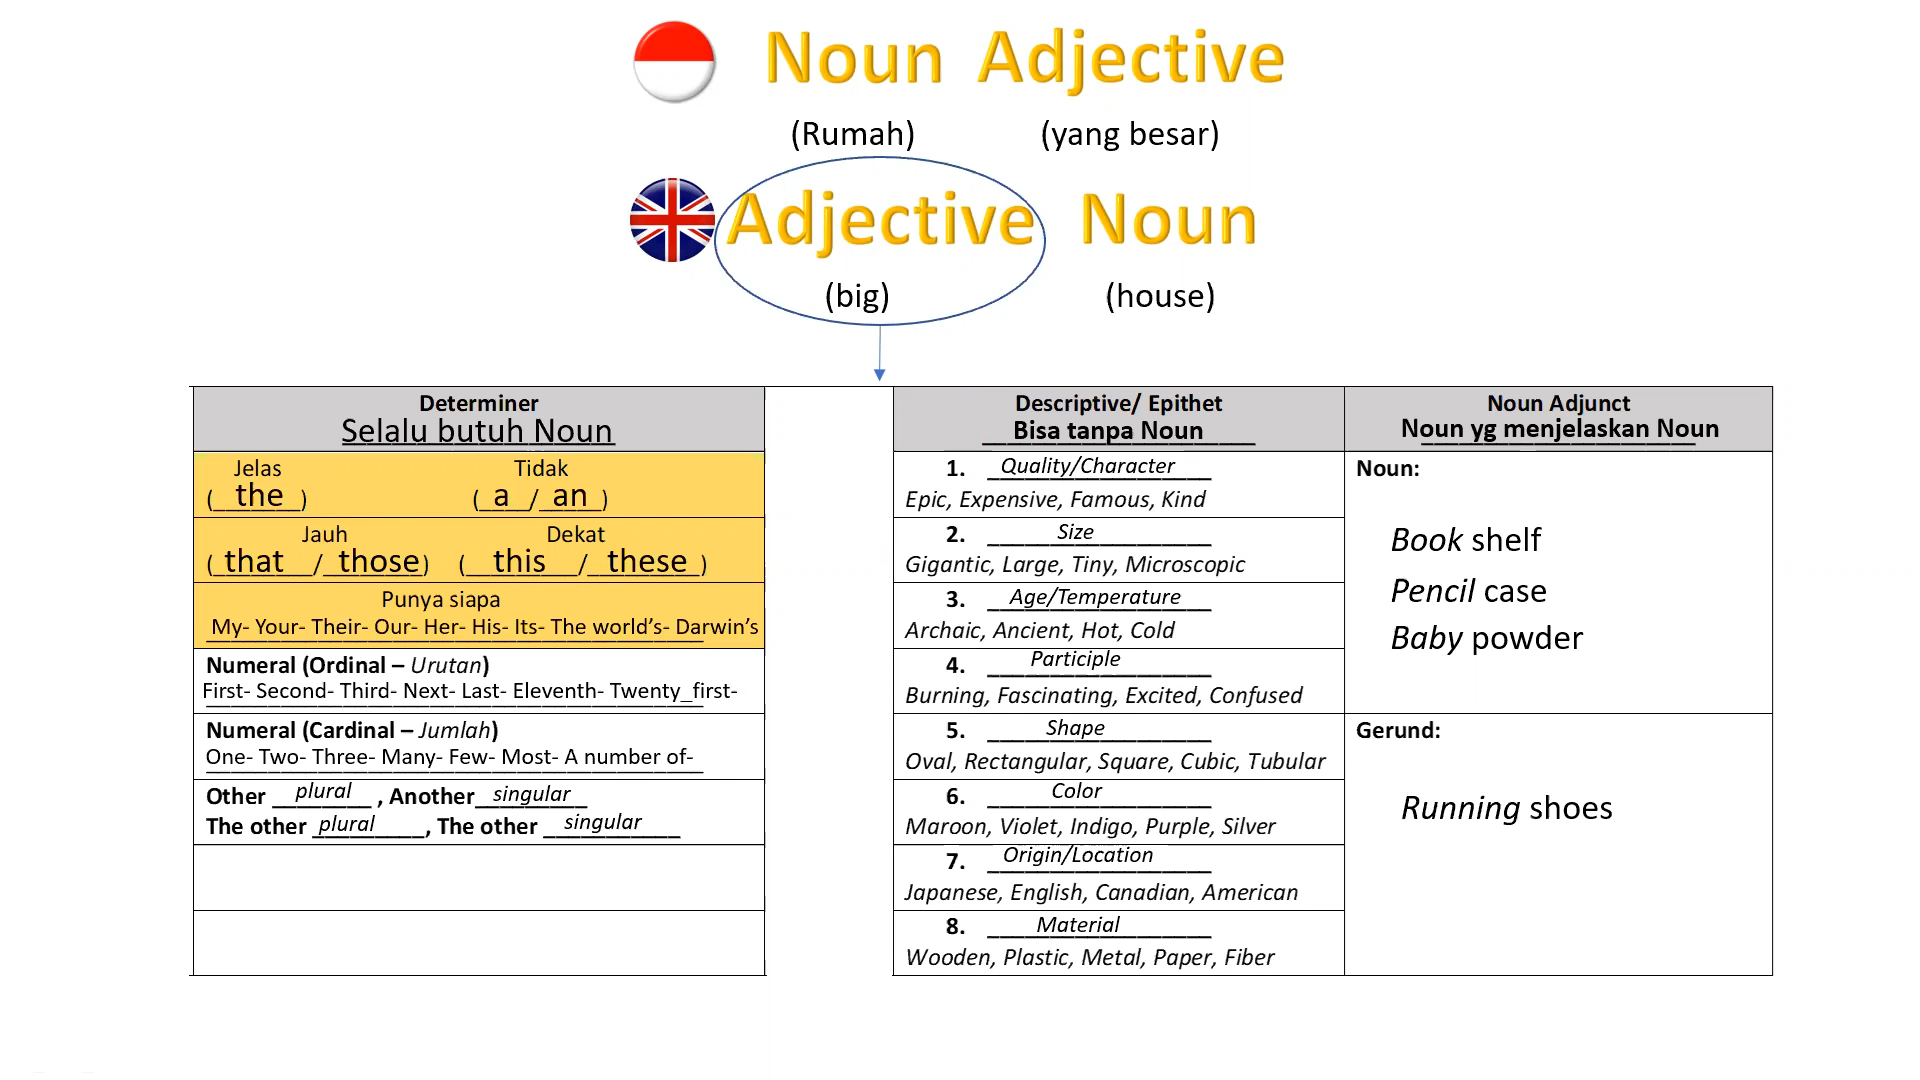 Noun Adjective
(Rumah) (yang besar)
Adjective Noun
(big) (house)
Determiner
Selalu butuh Noun
Jelas Tidak
(the) (a / an)
Jauh Dekat
(that / those) (this / these)
Punya siapa
My- Your- Their- Our- Her- His- Its- The world's- Darwin's
Numeral (Ordinal – Urutan)
First- Second- Third- Next- Last- Eleventh- Twenty_first-
Numeral (Cardinal – Jumlah)
One- Two- Three- Many- Few- Most- A number of-
Other plural , Another singular
The other plural, The other singular
Descriptive/ Epithet
Bisa tanpa Noun
1. Quality/Character
Epic, Expensive, Famous, Kind
2. Size
Gigantic, Large, Tiny, Microscopic
3. Age/Temperature
Archaic, Ancient, Hot, Cold
4. Participle
Burning, Fascinating, Excited, Confused
5. Shape
Oval, Rectangular, Square, Cubic, Tubular
6. Color
Maroon, Violet, Indigo, Purple, Silver
7. Origin/Location
Japanese, English, Canadian, American
8. Material
Wooden, Plastic, Metal, Paper, Fiber
Noun Adjunct
Noun yg menjelaskan Noun
Noun:
Book shelf
Pencil case
Baby powder
Gerund:
Running shoes